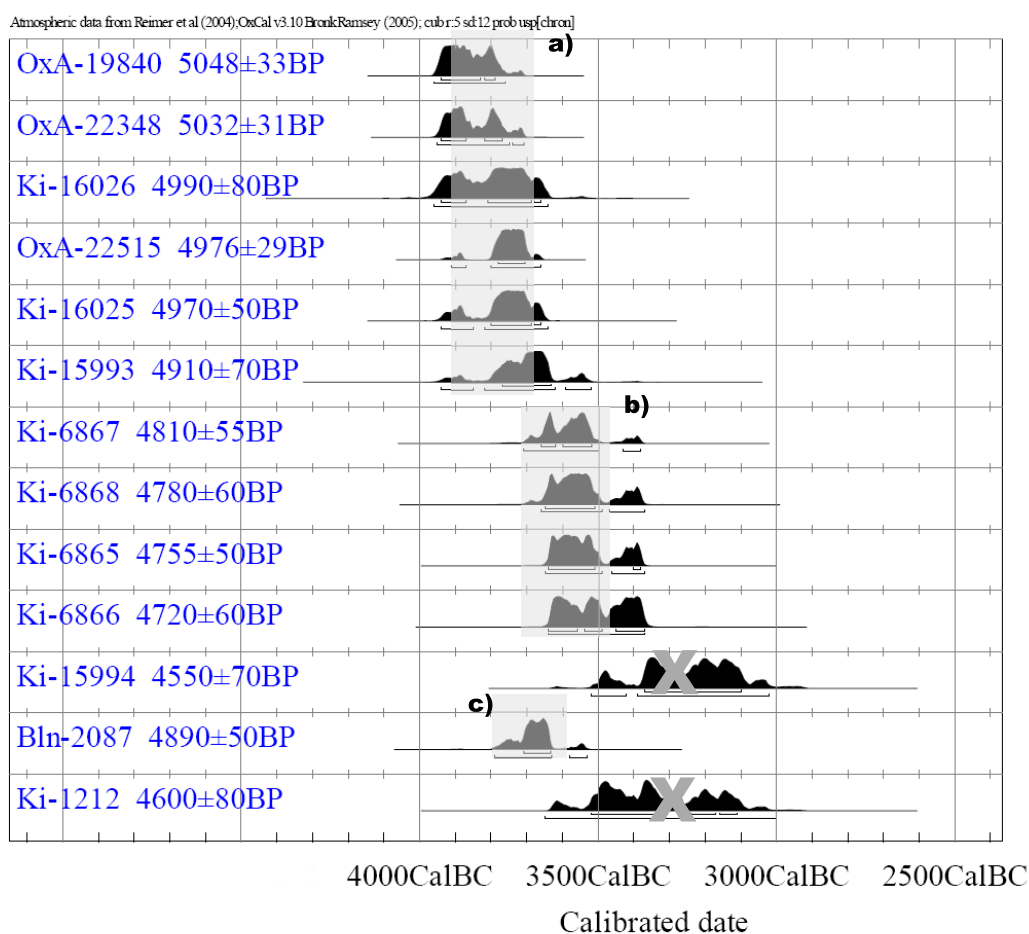 Atmospheric data from Reimer et al (2004);OxCal v3.10 Bronk Ramsey (2005); cub r:5 sd:12 prob usp[chron]
a)
OxA-19840 5048±33BP
OxA-22348 5032±31BP
Ki-16026 4990±80BP
OxA-22515 4976±29BP
Ki-16025 4970±50BP
Ki-15993 4910±70BP
b)
Ki-6867 4810±55BP
Ki-6868 4780±60BP
Ki-6865 4755±50BP
Ki-6866 4720±60BP
Ki-15994 4550±70BP
X
c)
Bln-2087 4890±50BP
Ki-1212 4600±80BP
X
4000CalBC 3500CalBC 3000CalBC 2500CalBC
Calibrated date